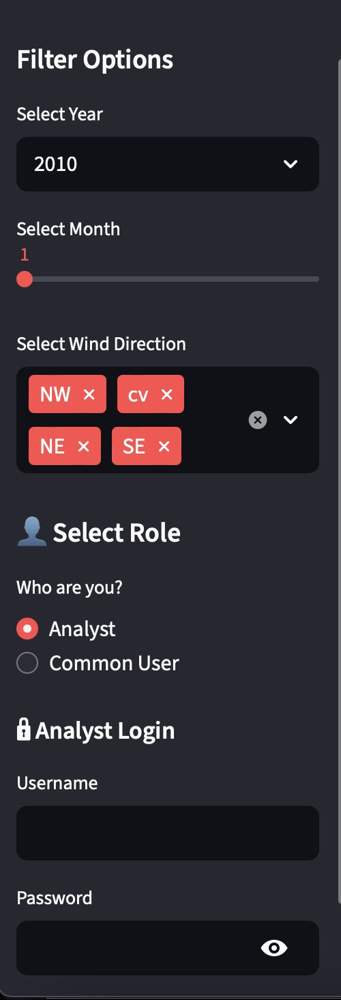 Filter Options
Select Year
2010
Select Month
1
Select Wind Direction
NW cv
NE SE
Select Role
Who are you?
Analyst
Common User
Analyst Login
Username
Password